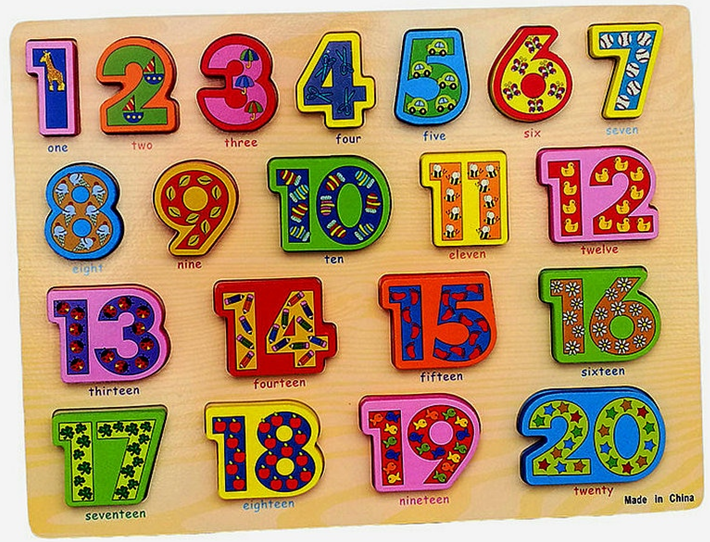 1 2 3 4 5 6 7
one two three four five six seven
8 9 10 11 12
eight nine ten eleven twelve
13 14 15 16
thirteen fourteen fifteen sixteen
17 18 19 20
seventeen eighteen nineteen twenty
Made in China